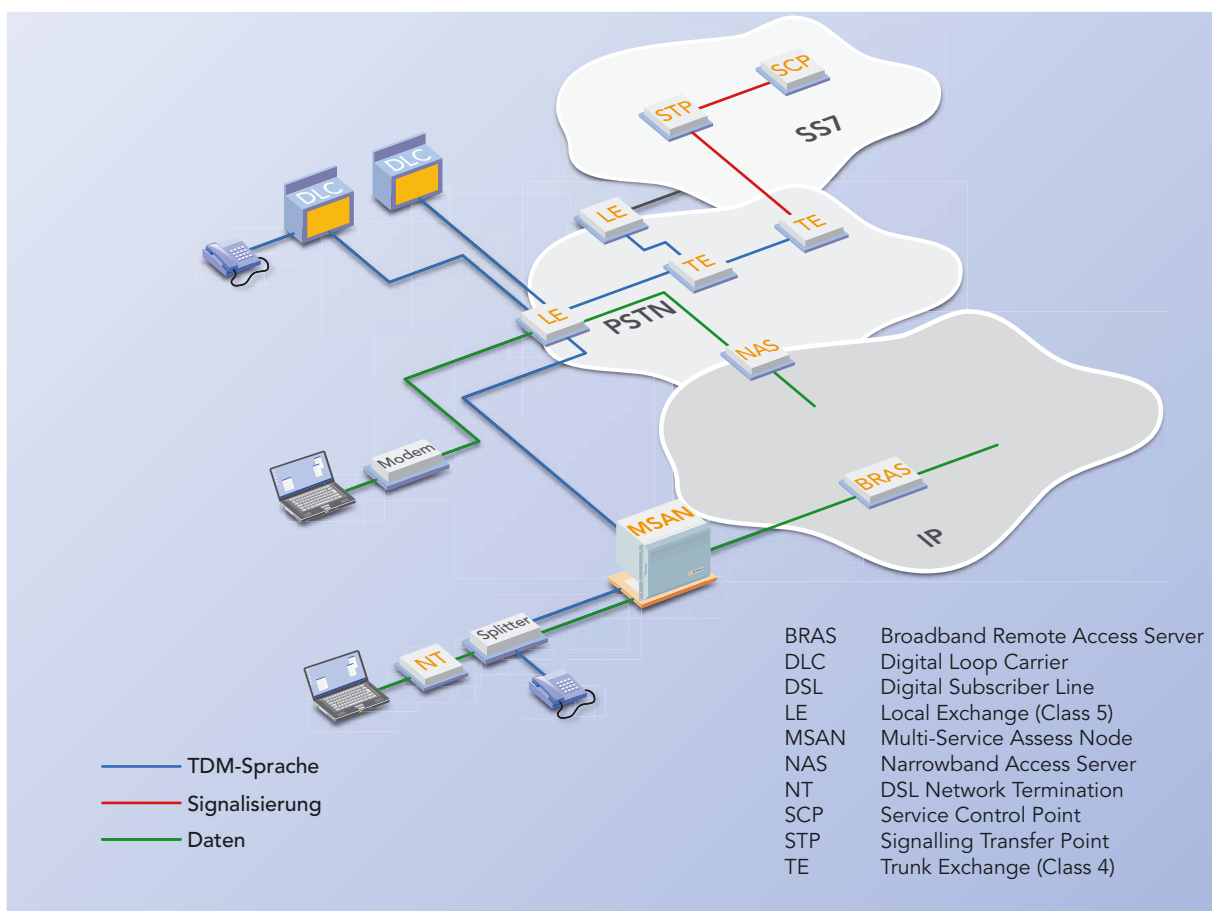 SCP
STP
SS7
DLC
DLC
LE
TE
TE
LE
PSTN
NAS
Modem
BRAS
MSAN
IP
Splitter
NT
BRAS Broadband Remote Access Server
DLC Digital Loop Carrier
DSL Digital Subscriber Line
LE Local Exchange (Class 5)
MSAN Multi-Service Assess Node
NAS Narrowband Access Server
NT DSL Network Termination
SCP Service Control Point
STP Signalling Transfer Point
TE Trunk Exchange (Class 4)
TDM-Sprache
Signalisierung
Daten